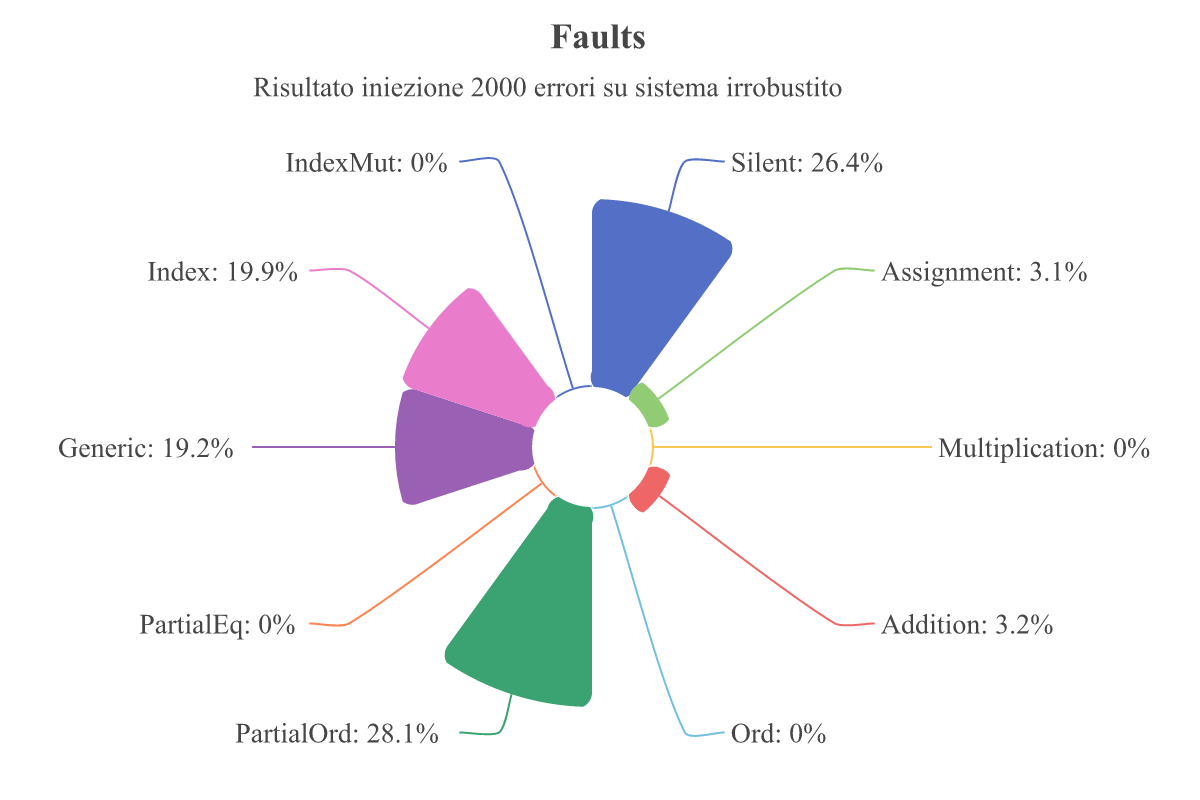 Faults
Risultato iniezione 2000 errori su sistema irrobustito
IndexMut: 0%
Silent: 26.4%
Index: 19.9%
Assignment: 3.1%
Generic: 19.2%
Multiplication: 0%
PartialEq: 0%
Addition: 3.2%
PartialOrd: 28.1%
Ord: 0%